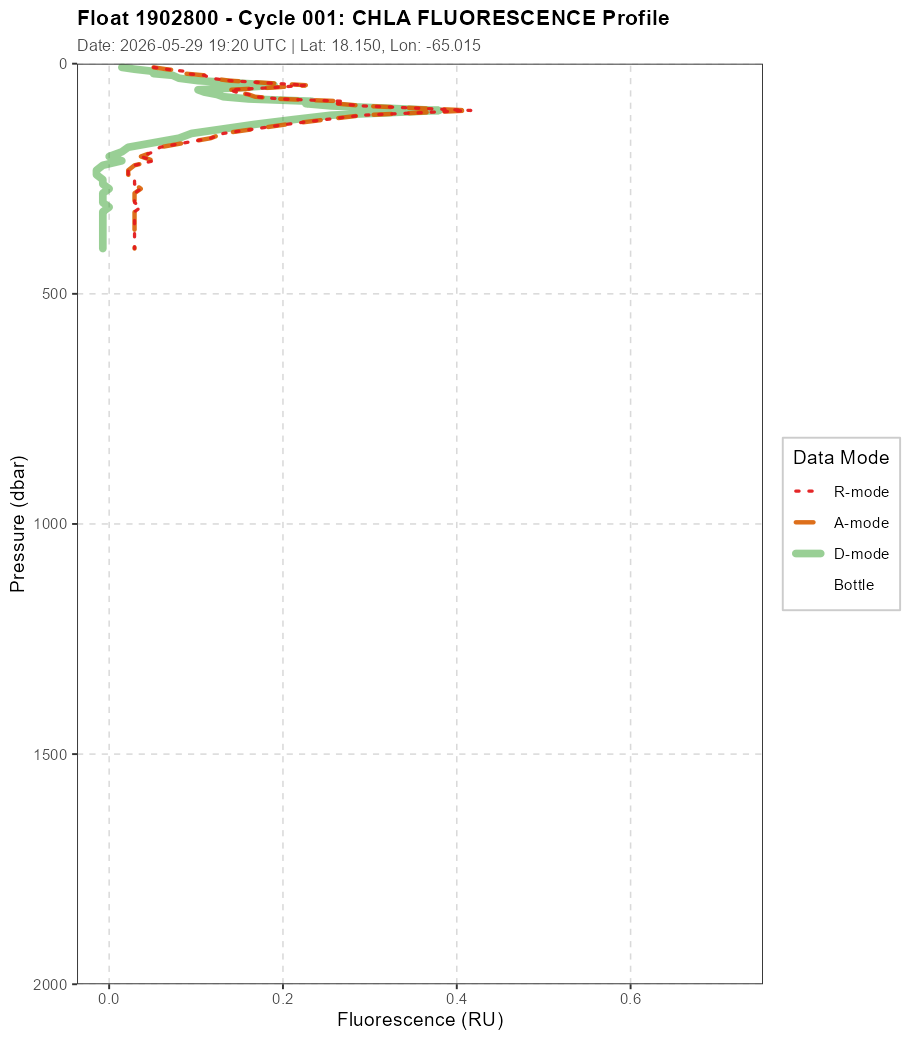 Float 1902800 - Cycle 001: CHLA FLUORESCENCE Profile
Date: 2026-05-29 19:20 UTC | Lat: 18.150, Lon: -65.015
0
500
1000
1500
2000
Pressure (dbar)
0.0 0.2 0.4 0.6
Fluorescence (RU)
Data Mode
R-mode
A-mode
D-mode
Bottle